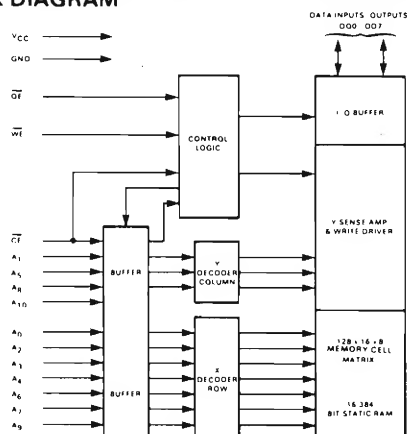 DIAGRAM
DATA INPUTS OUTPUTS
DQ0 DQ7
VCC
GND
OE
WE
CONTROL
LOGIC
I O BUFFER
Y SENSE AMP
& WRITE DRIVER
CE
A1
A5
A8
A10
BUFFER
Y
DECODER
COLUMN
A0
A2
A3
A4
A6
A7
A9
BUFFER
X
DECODER
ROW
128 x 16 x 8
MEMORY CELL
MATRIX
16,384
BIT STATIC RAM